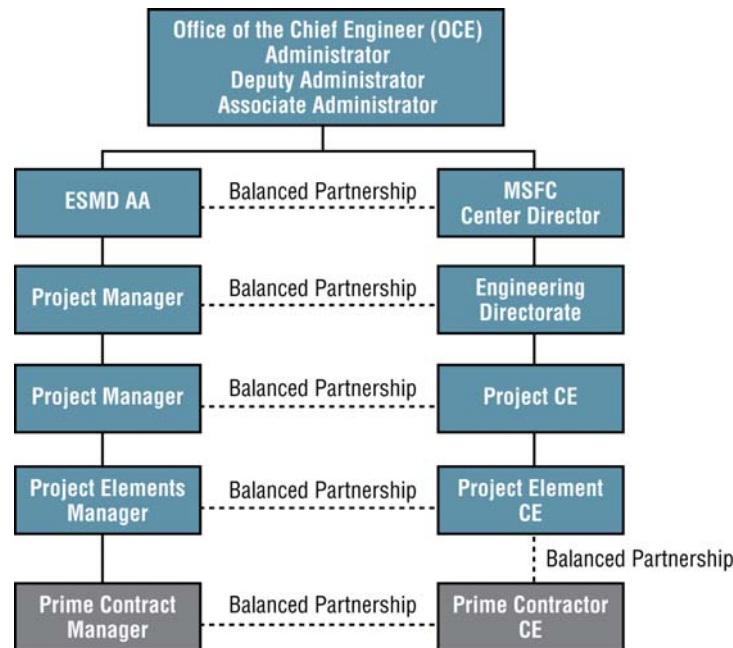 Office of the Chief Engineer (OCE)
Administrator
Deputy Administrator
Associate Administrator
ESMD AA
Balanced Partnership
MSFC
Center Director
Project Manager
Balanced Partnership
Engineering
Directorate
Project Manager
Balanced Partnership
Project CE
Project Elements
Manager
Balanced Partnership
Project Element
CE
Balanced Partnership
Prime Contract
Manager
Balanced Partnership
Prime Contractor
CE